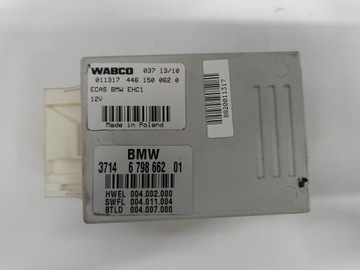 WABCO 037 13/10
011317 446 150 062 0
ECAS BMW EHC1
12V
Made in Poland
8820011317
BMW
3714 6 798 662 01
HWEL 004.002.000
SWFL 004.011.004
BTLD 004.007.000